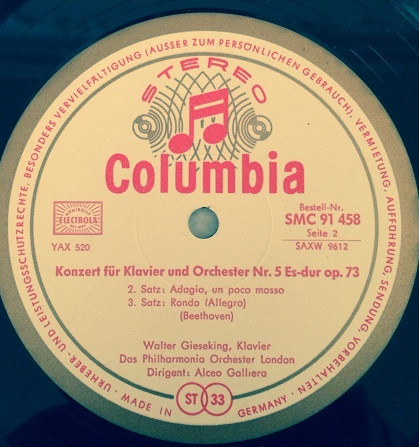 URHEBER- UND LEISTUNGSSCHUTZRECHTE, BESONDERS VERVIELFÄLTIGUNG (AUSSER ZUM PERSÖNLICHEN GEBRAUCH), VERMIETUNG, AUFFÜHRUNG, SENDUNG, VORBEHALTEN
STEREO
Columbia
ELECTROLA
Bestell-Nr.
SMC 91 458
Seite 2
YAX 520
SAXW 9612
Konzert für Klavier und Orchester Nr. 5 Es-dur op. 73
2. Satz: Adagio, un poco mosso
3. Satz: Rondo (Allegro)
(Beethoven)
Walter Gieseking, Klavier
Das Philharmonia Orchester London
Dirigent: Alceo Galliera
MADE IN GERMANY
ST 33